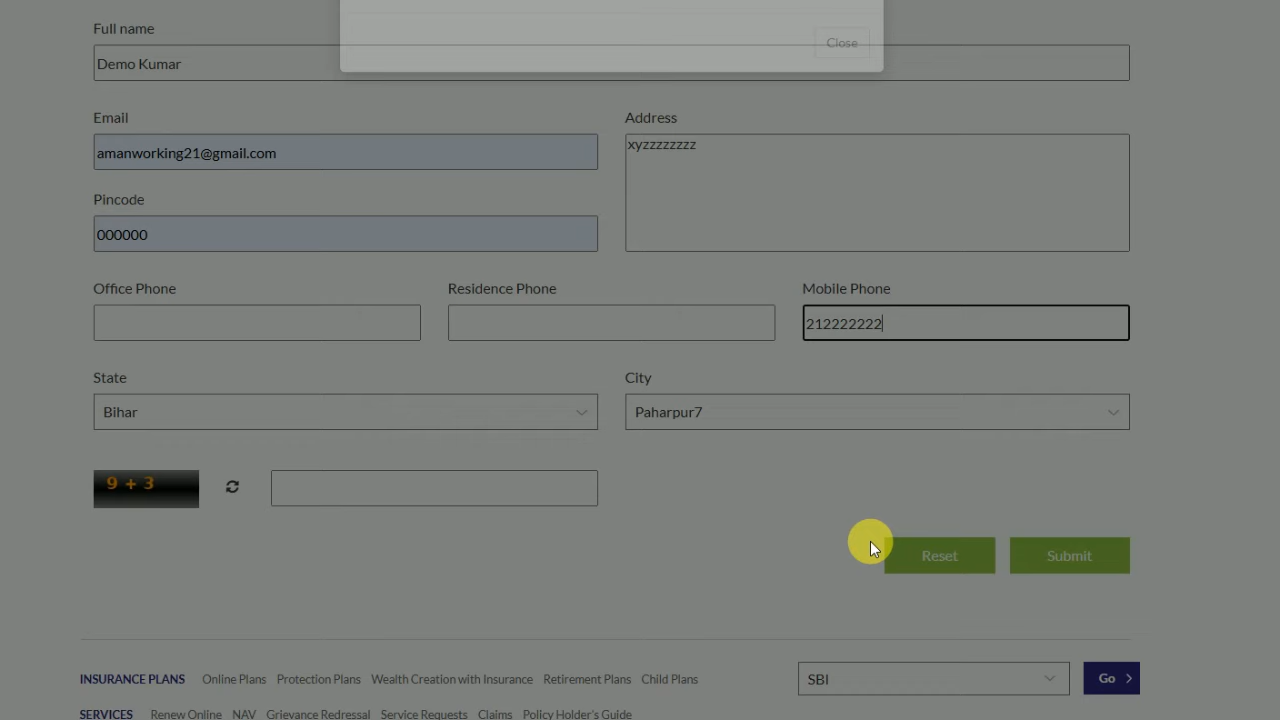 Full name
Close
Demo Kumar
Email
Address
amanworking21@gmail.com
xyzzzzzzzz
Pincode
000000
Office Phone
Residence Phone
Mobile Phone
212222222
State
City
Bihar
Paharpur7
9 + 3
Reset
Submit
INSURANCE PLANS Online Plans Protection Plans Wealth Creation with Insurance Retirement Plans Child Plans
SBI
Go
SERVICES Renew Online NAV Grievance Redressal Service Requests Claims Policy Holder's Guide